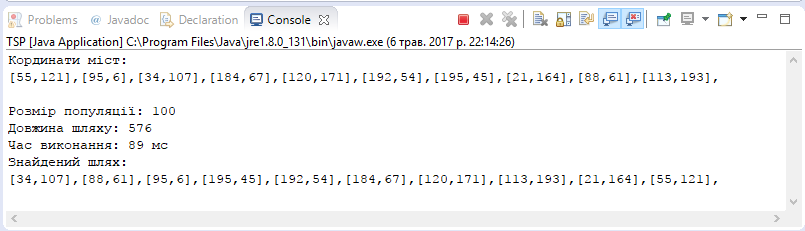 Problems @ Javadoc Declaration Console
TSP [Java Application] C:\Program Files\Java\jre1.8.0_131\bin\javaw.exe (6 трав. 2017 р. 22:14:26)
Кординати міст:
[55,121],[95,6],[34,107],[184,67],[120,171],[192,54],[195,45],[21,164],[88,61],[113,193],
Розмір популяції: 100
Довжина шляху: 576
Час виконання: 89 мс
Знайдений шлях:
[34,107],[88,61],[95,6],[195,45],[192,54],[184,67],[120,171],[113,193],[21,164],[55,121],